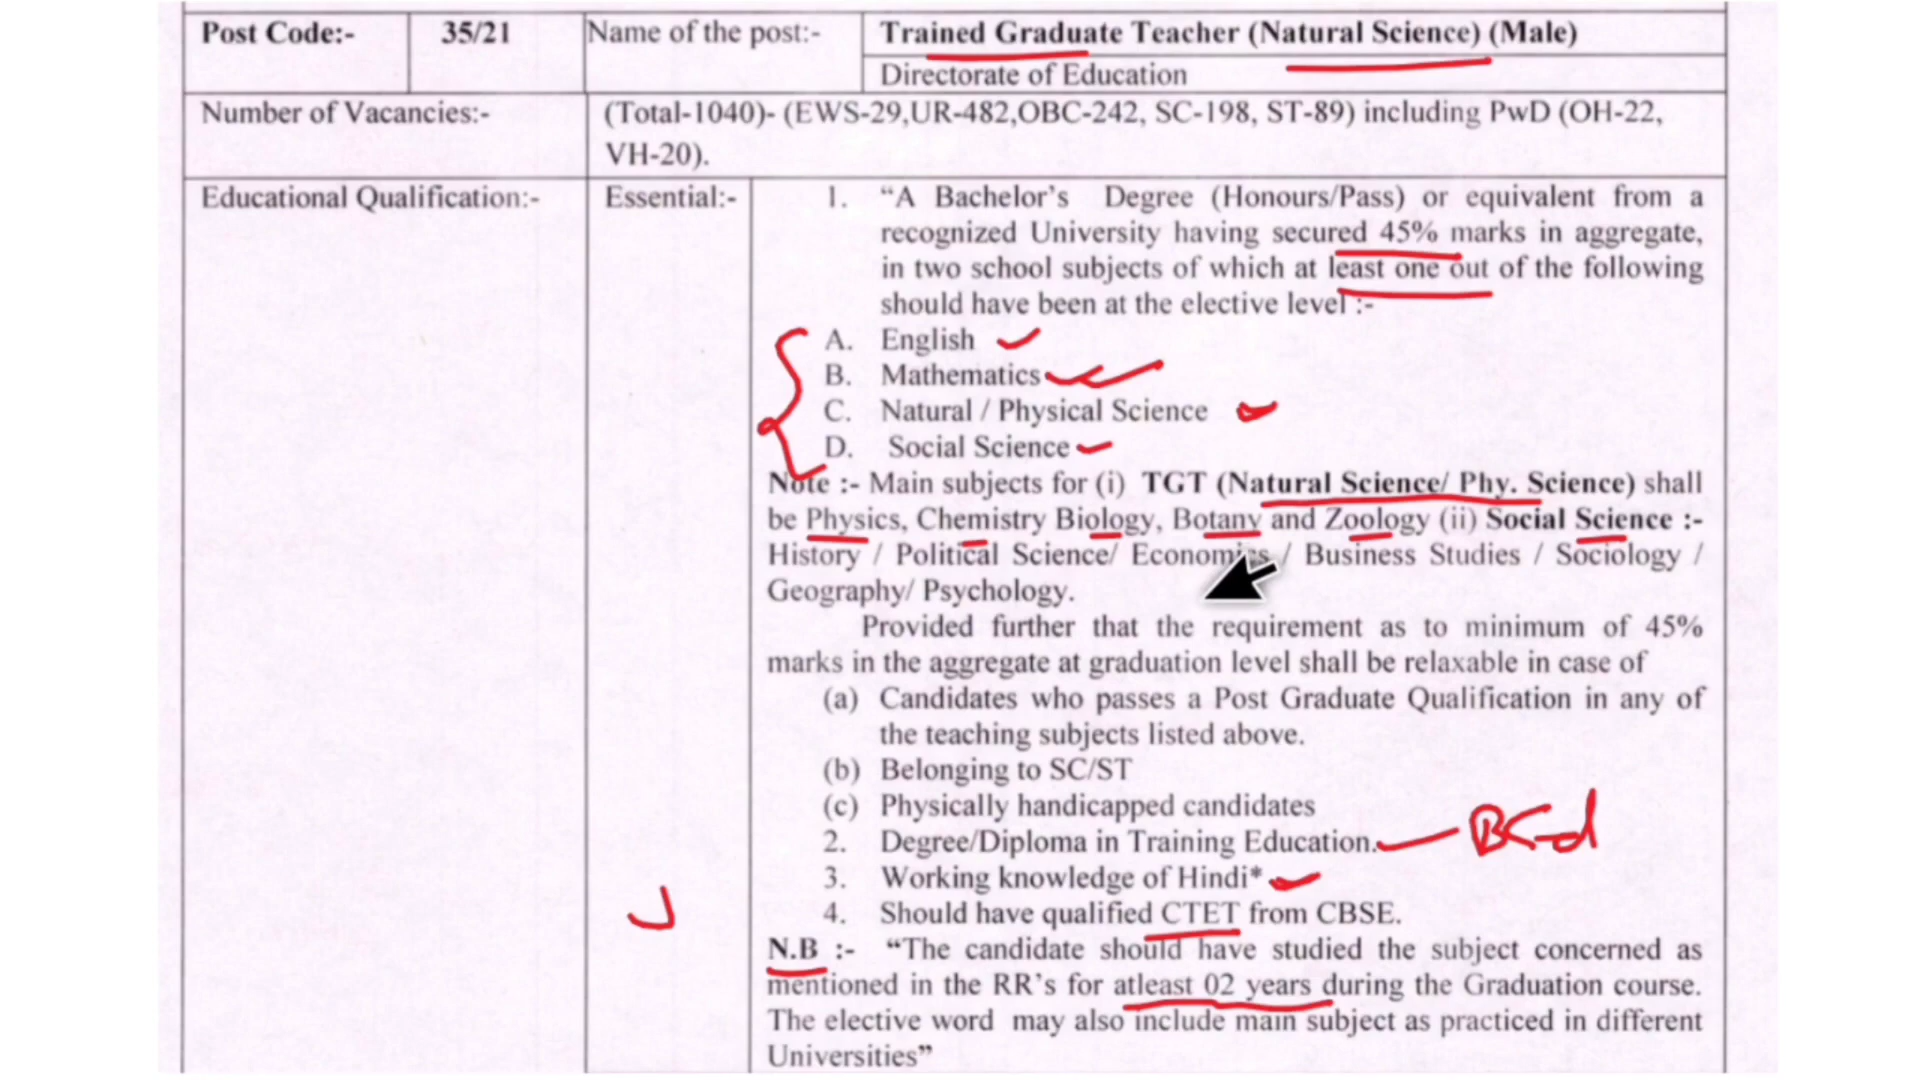 Post Code:- 35/21 Name of the post:- Trained Graduate Teacher (Natural Science) (Male)
Directorate of Education
Number of Vacancies:- (Total-1040)- (EWS-29,UR-482,OBC-242, SC-198, ST-89) including PwD (OH-22,
VH-20).
Educational Qualification:- Essential:- 1. “A Bachelor’s Degree (Honours/Pass) or equivalent from a
recognized University having secured 45% marks in aggregate,
in two school subjects of which at least one out of the following
should have been at the elective level :-
A. English
B. Mathematics
C. Natural / Physical Science
D. Social Science
Note :- Main subjects for (i) TGT (Natural Science/ Phy. Science) shall
be Physics, Chemistry Biology, Botany and Zoology (ii) Social Science :-
History / Political Science/ Economics / Business Studies / Sociology /
Geography/ Psychology.
Provided further that the requirement as to minimum of 45%
marks in the aggregate at graduation level shall be relaxable in case of
(a) Candidates who passes a Post Graduate Qualification in any of
the teaching subjects listed above.
(b) Belonging to SC/ST
(c) Physically handicapped candidates
2. Degree/Diploma in Training Education. B.Ed
3. Working knowledge of Hindi*
4. Should have qualified CTET from CBSE.
N.B :- “The candidate should have studied the subject concerned as
mentioned in the RR’s for atleast 02 years during the Graduation course.
The elective word may also include main subject as practiced in different
Universities”